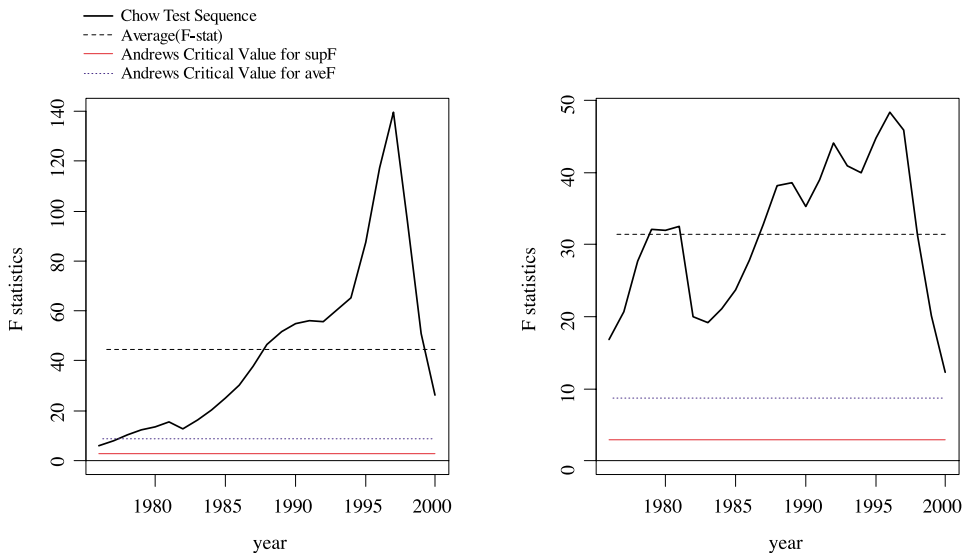 Chow Test Sequence
Average(F-stat)
Andrews Critical Value for supF
Andrews Critical Value for aveF
F statistics
0 20 40 60 80 100 120 140
1980 1985 1990 1995 2000
year
F statistics
0 10 20 30 40 50
1980 1985 1990 1995 2000
year